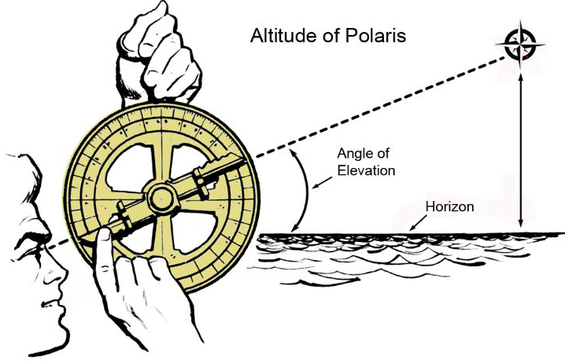 Altitude of Polaris
Angle of
Elevation
Horizon